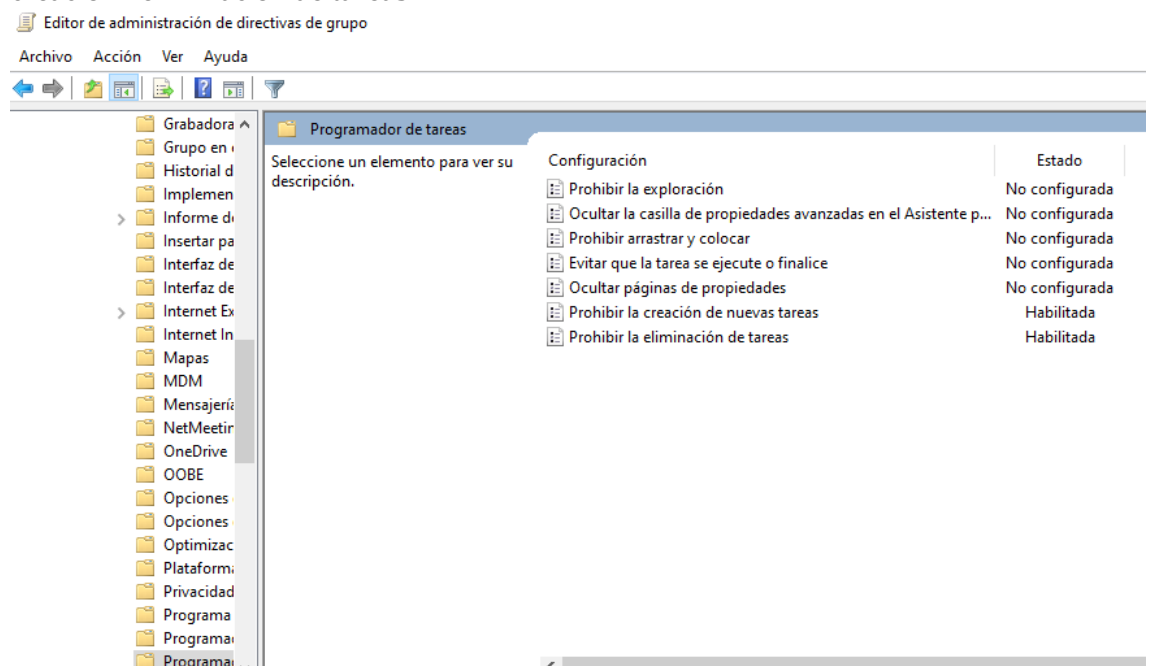 Editor de administración de directivas de grupo
Archivo Acción Ver Ayuda
Grabadora
Grupo en
Historial d
Implemen
Informe de
Insertar pa
Interfaz de
Interfaz de
Internet Ex
Internet In
Mapas
MDM
Mensajería
NetMeetin
OneDrive
OOBE
Opciones
Opciones
Optimizac
Plataforma
Privacidad
Programa
Programa
Programa
Programador de tareas
Seleccione un elemento para ver su
descripción.
Configuración Estado
Prohibir la exploración No configurada
Ocultar la casilla de propiedades avanzadas en el Asistente p... No configurada
Prohibir arrastrar y colocar No configurada
Evitar que la tarea se ejecute o finalice No configurada
Ocultar páginas de propiedades No configurada
Prohibir la creación de nuevas tareas Habilitada
Prohibir la eliminación de tareas Habilitada